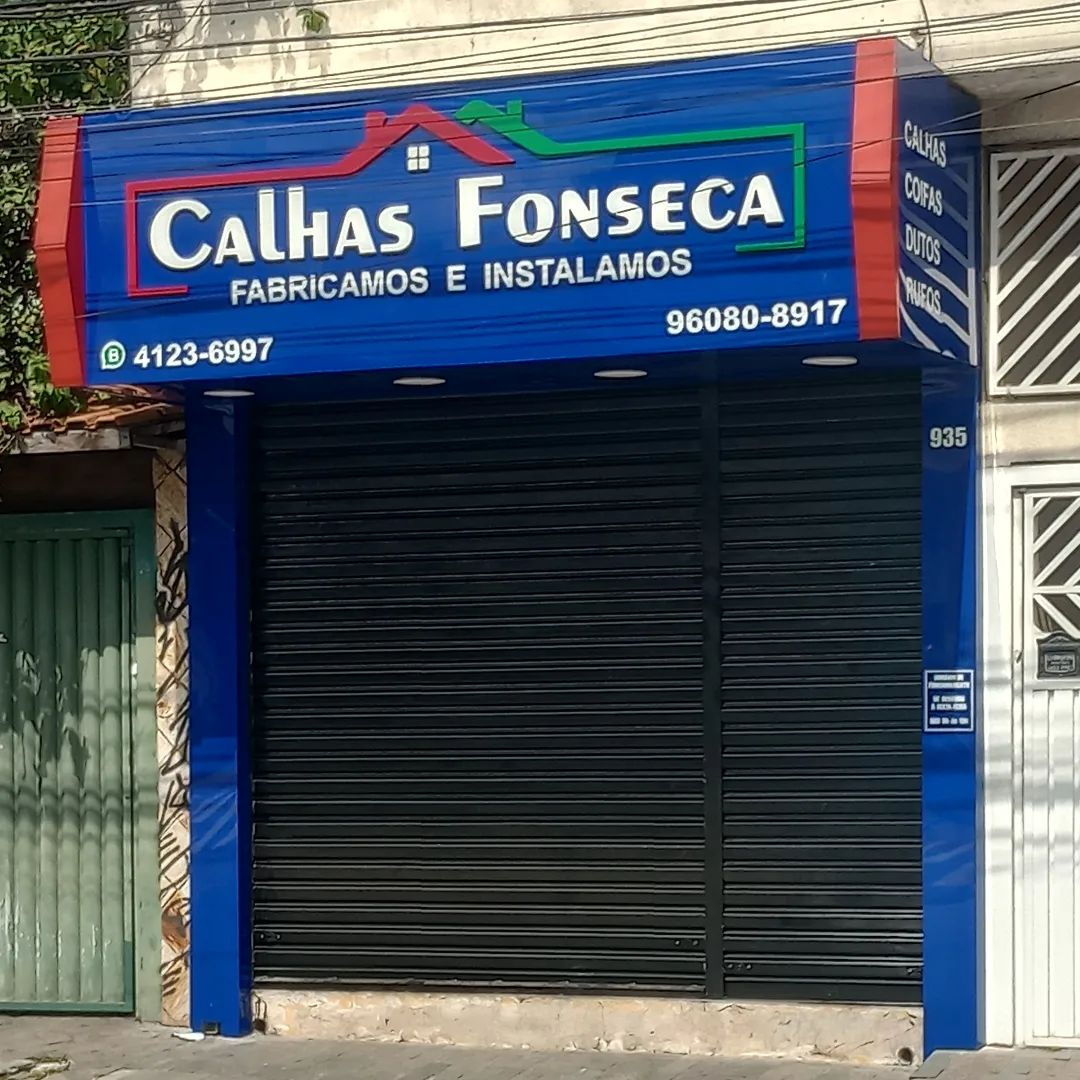 CALHAS FONSECA
FABRICAMOS E INSTALAMOS
4123-6997
96080-8917
CALHAS
COIFAS
DUTOS
RUFOS
935